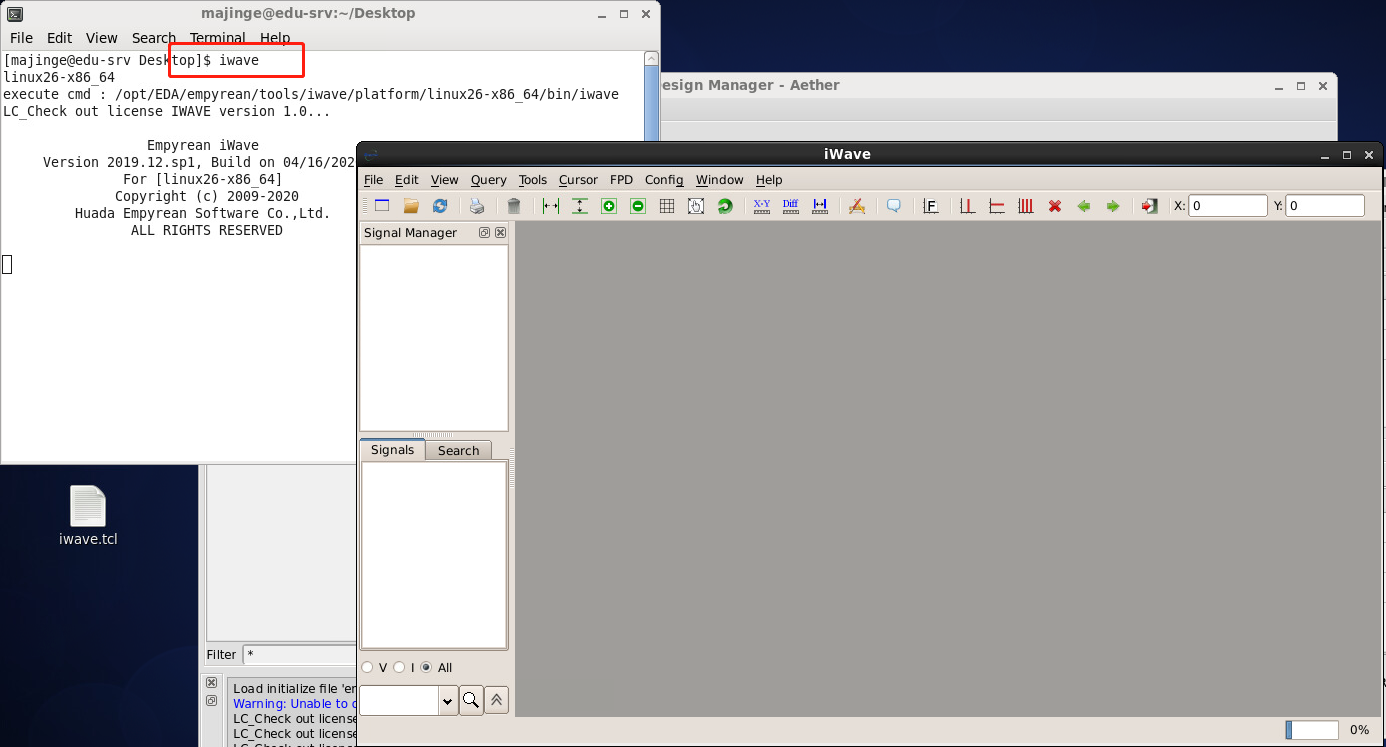 majinge@edu-srv:~/Desktop
File Edit View Search Terminal Help
[majinge@edu-srv Desktop]$ iwave
linux26-x86_64
execute cmd : /opt/EDA/empyrean/tools/iwave/platform/linux26-x86_64/bin/iwave
LC_Check out license IWAVE version 1.0...
Empyrean iWave
Version 2019.12.sp1, Build on 04/16/202
For [linux26-x86_64]
Copyright (c) 2009-2020
Huada Empyrean Software Co.,Ltd.
ALL RIGHTS RESERVED
esign Manager - Aether
iWave
File Edit View Query Tools Cursor FPD Config Window Help
X-Y Diff F X: 0 Y: 0
Signal Manager
Signals Search
V I All
0%
iwave.tcl
Filter *
Load initialize file 'er
Warning: Unable to
LC_Check out license
LC_Check out license
LC_Check out license